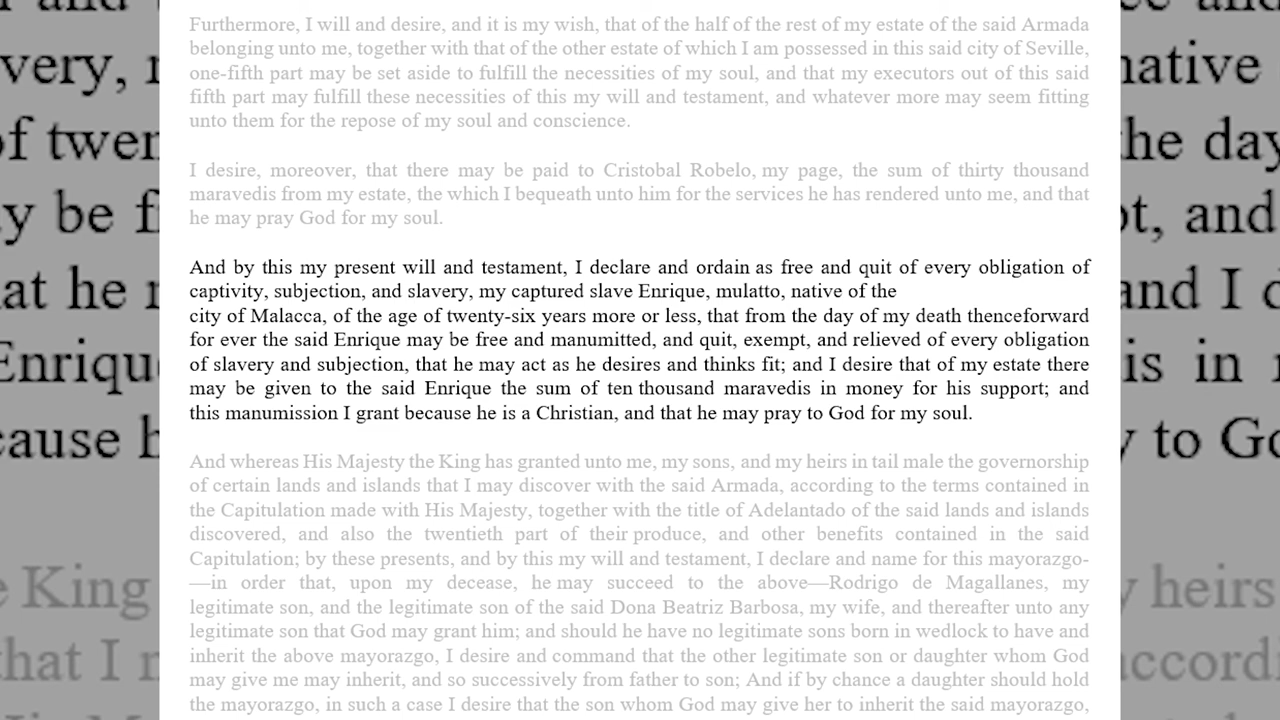 Furthermore, I will and desire, and it is my wish, that of the half of the rest of my estate of the said Armada
belonging unto me, together with that of the other estate of which I am possessed in this said city of Seville,
one-fifth part may be set aside to fulfill the necessities of my soul, and that my executors out of this said
fifth part may fulfill these necessities of this my will and testament, and whatever more may seem fitting
unto them for the repose of my soul and conscience.
I desire, moreover, that there may be paid to Cristobal Robelo, my page, the sum of thirty thousand
maravedis from my estate, the which I bequeath unto him for the services he has rendered unto me, and that
he may pray God for my soul.
And by this my present will and testament, I declare and ordain as free and quit of every obligation of
captivity, subjection, and slavery, my captured slave Enrique, mulatto, native of the
city of Malacca, of the age of twenty-six years more or less, that from the day of my death thenceforward
for ever the said Enrique may be free and manumitted, and quit, exempt, and relieved of every obligation
of slavery and subjection, that he may act as he desires and thinks fit; and I desire that of my estate there
may be given to the said Enrique the sum of ten thousand maravedis in money for his support; and
this manumission I grant because he is a Christian, and that he may pray to God for my soul.
And whereas His Majesty the King has granted unto me, my sons, and my heirs in tail male the governorship
of certain lands and islands that I may discover with the said Armada, according to the terms contained in
the Capitulation made with His Majesty, together with the title of Adelantado of the said lands and islands
discovered, and also the twentieth part of their produce, and other benefits contained in the said
Capitulation; by these presents, and by this my will and testament, I declare and name for this mayorazgo-
—in order that, upon my decease, he may succeed to the above—Rodrigo de Magallanes, my
legitimate son, and the legitimate son of the said Dona Beatriz Barbosa, my wife, and thereafter unto any
legitimate son that God may grant him; and should he have no legitimate sons born in wedlock to have and
inherit the above mayorazgo, I desire and command that the other legitimate son or daughter whom God
may give me may inherit, and so successively from father to son; And if by chance a daughter should hold
the mayorazgo, in such a case I desire that the son whom God may give her to inherit the said mayorazgo,